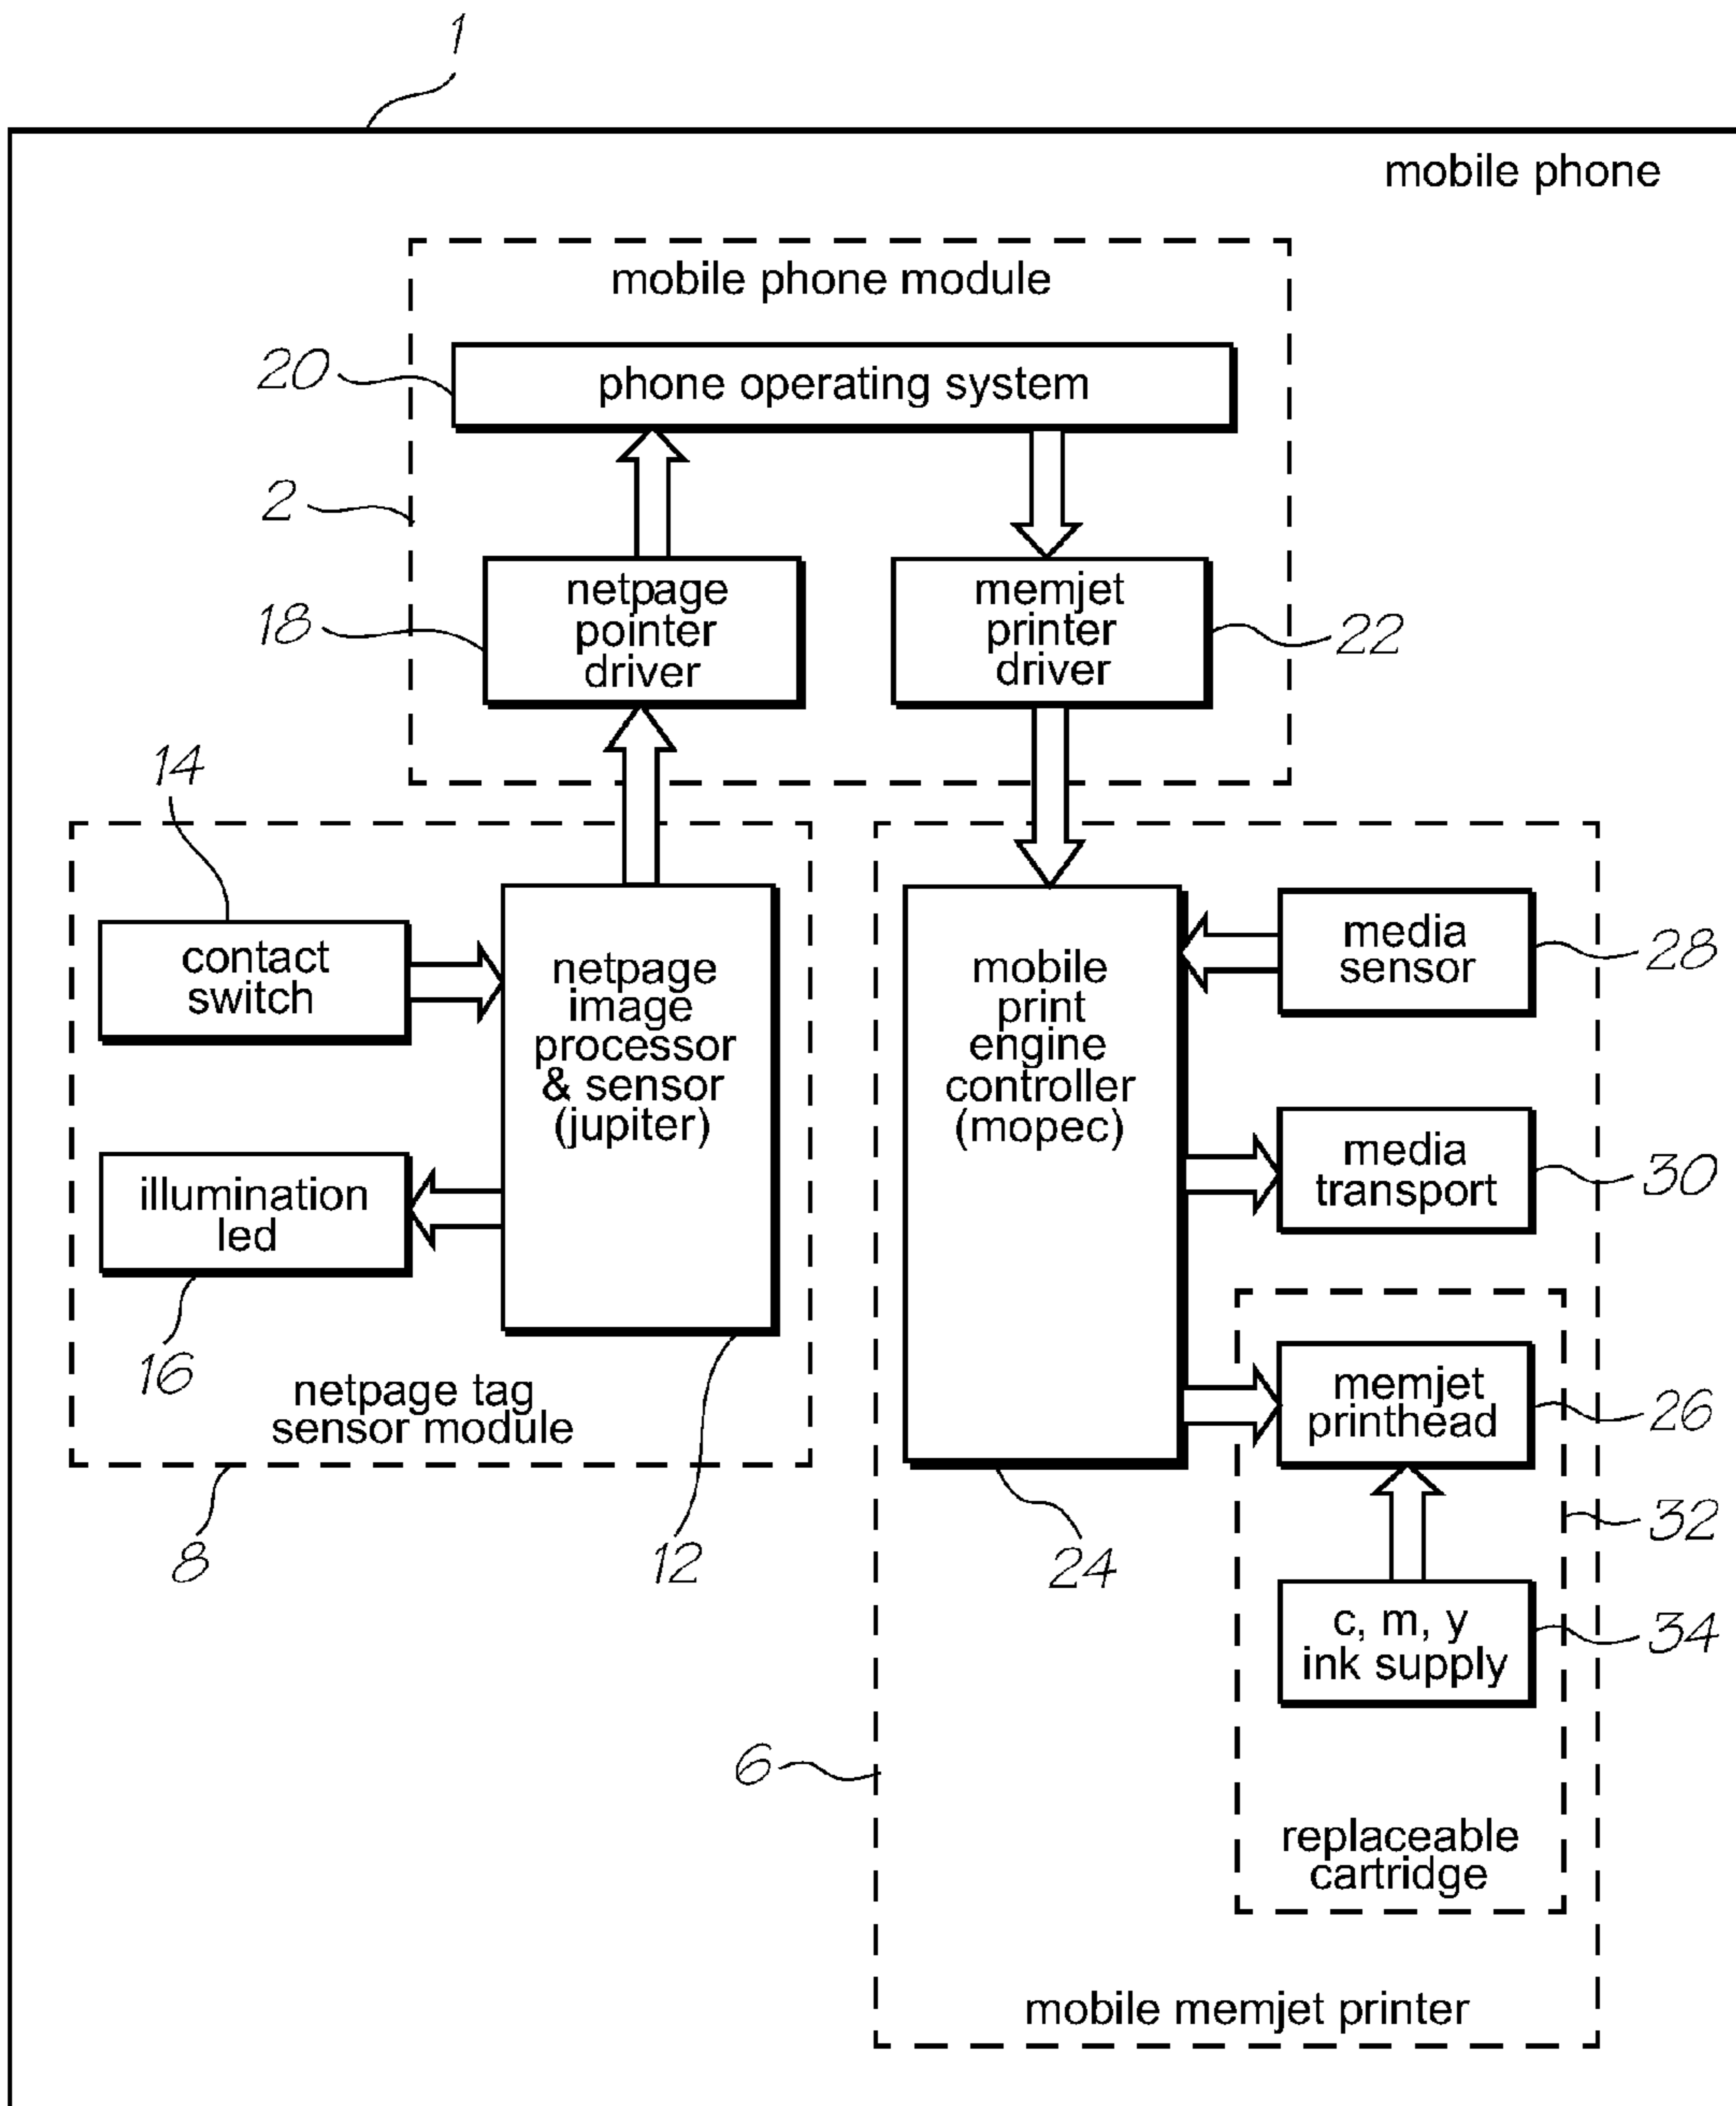 1
mobile phone
mobile phone module
20
phone operating system
2
18
netpage
pointer
driver
memjet
printer
driver
22
14
contact
switch
netpage
image
processor
& sensor
(jupiter)
illumination
led
16
netpage tag
sensor module
8
12
mobile
print
engine
controller
(mopec)
24
media
sensor
28
media
transport
30
memjet
printhead
26
32
c, m, y
ink supply
34
6
replaceable
cartridge
mobile memjet printer